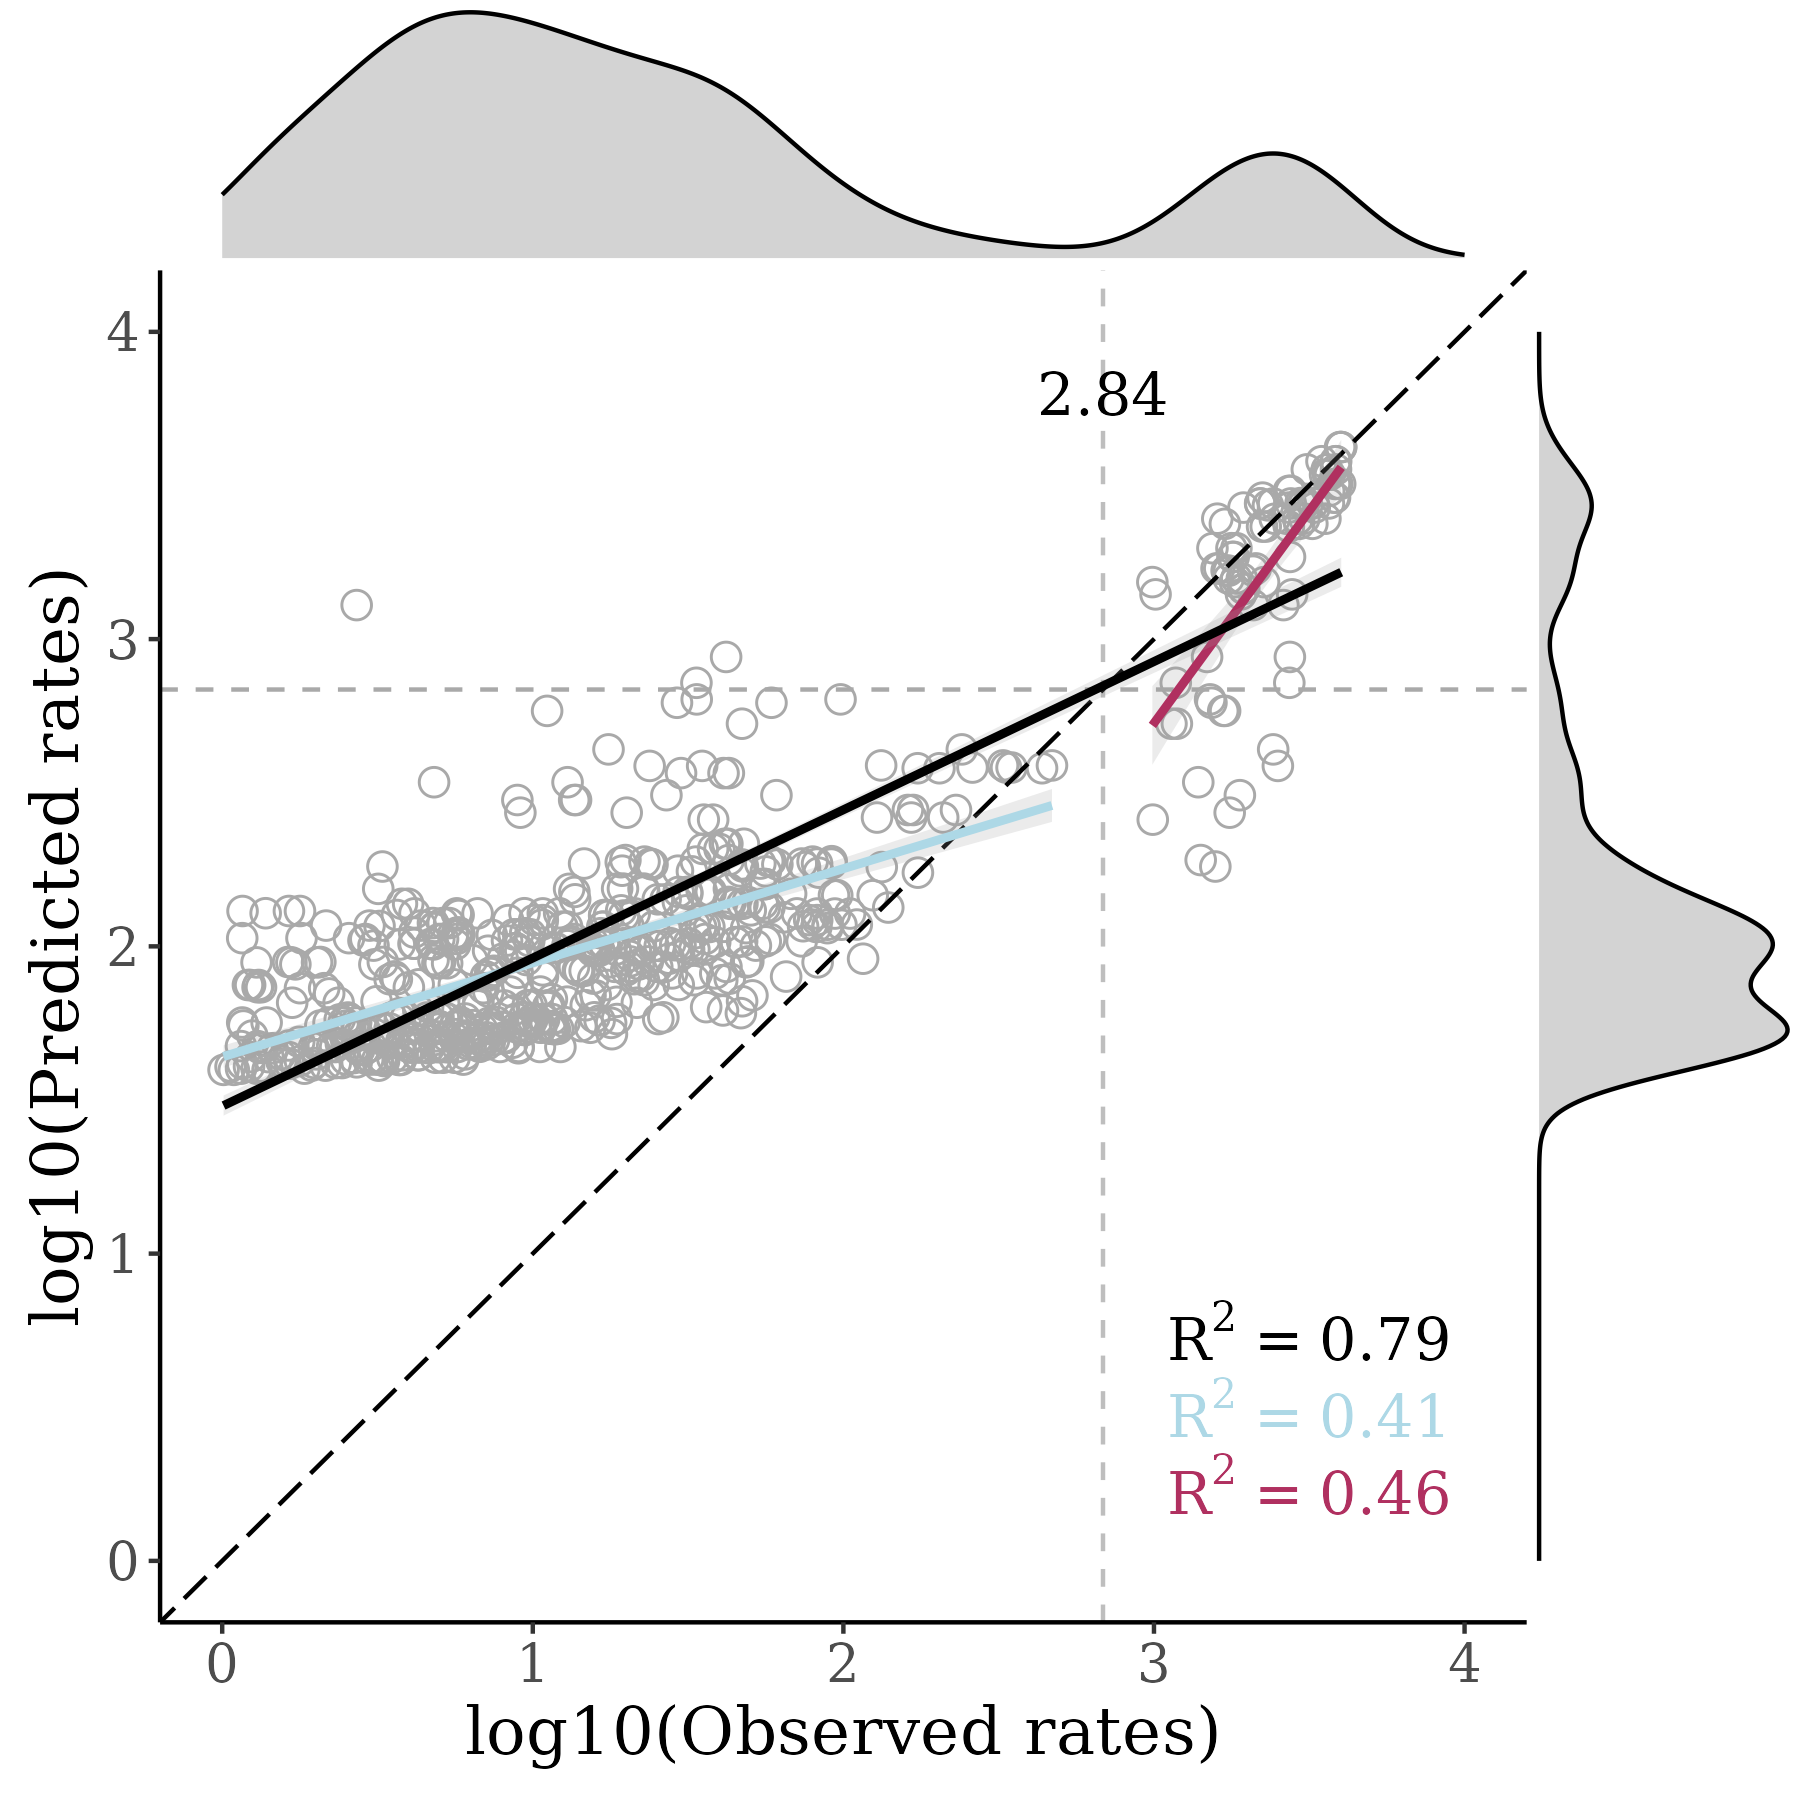 2.84
4
3
2
1
0
log10(Predicted rates)
R² = 0.79
R² = 0.41
R² = 0.46
0 1 2 3 4
log10(Observed rates)